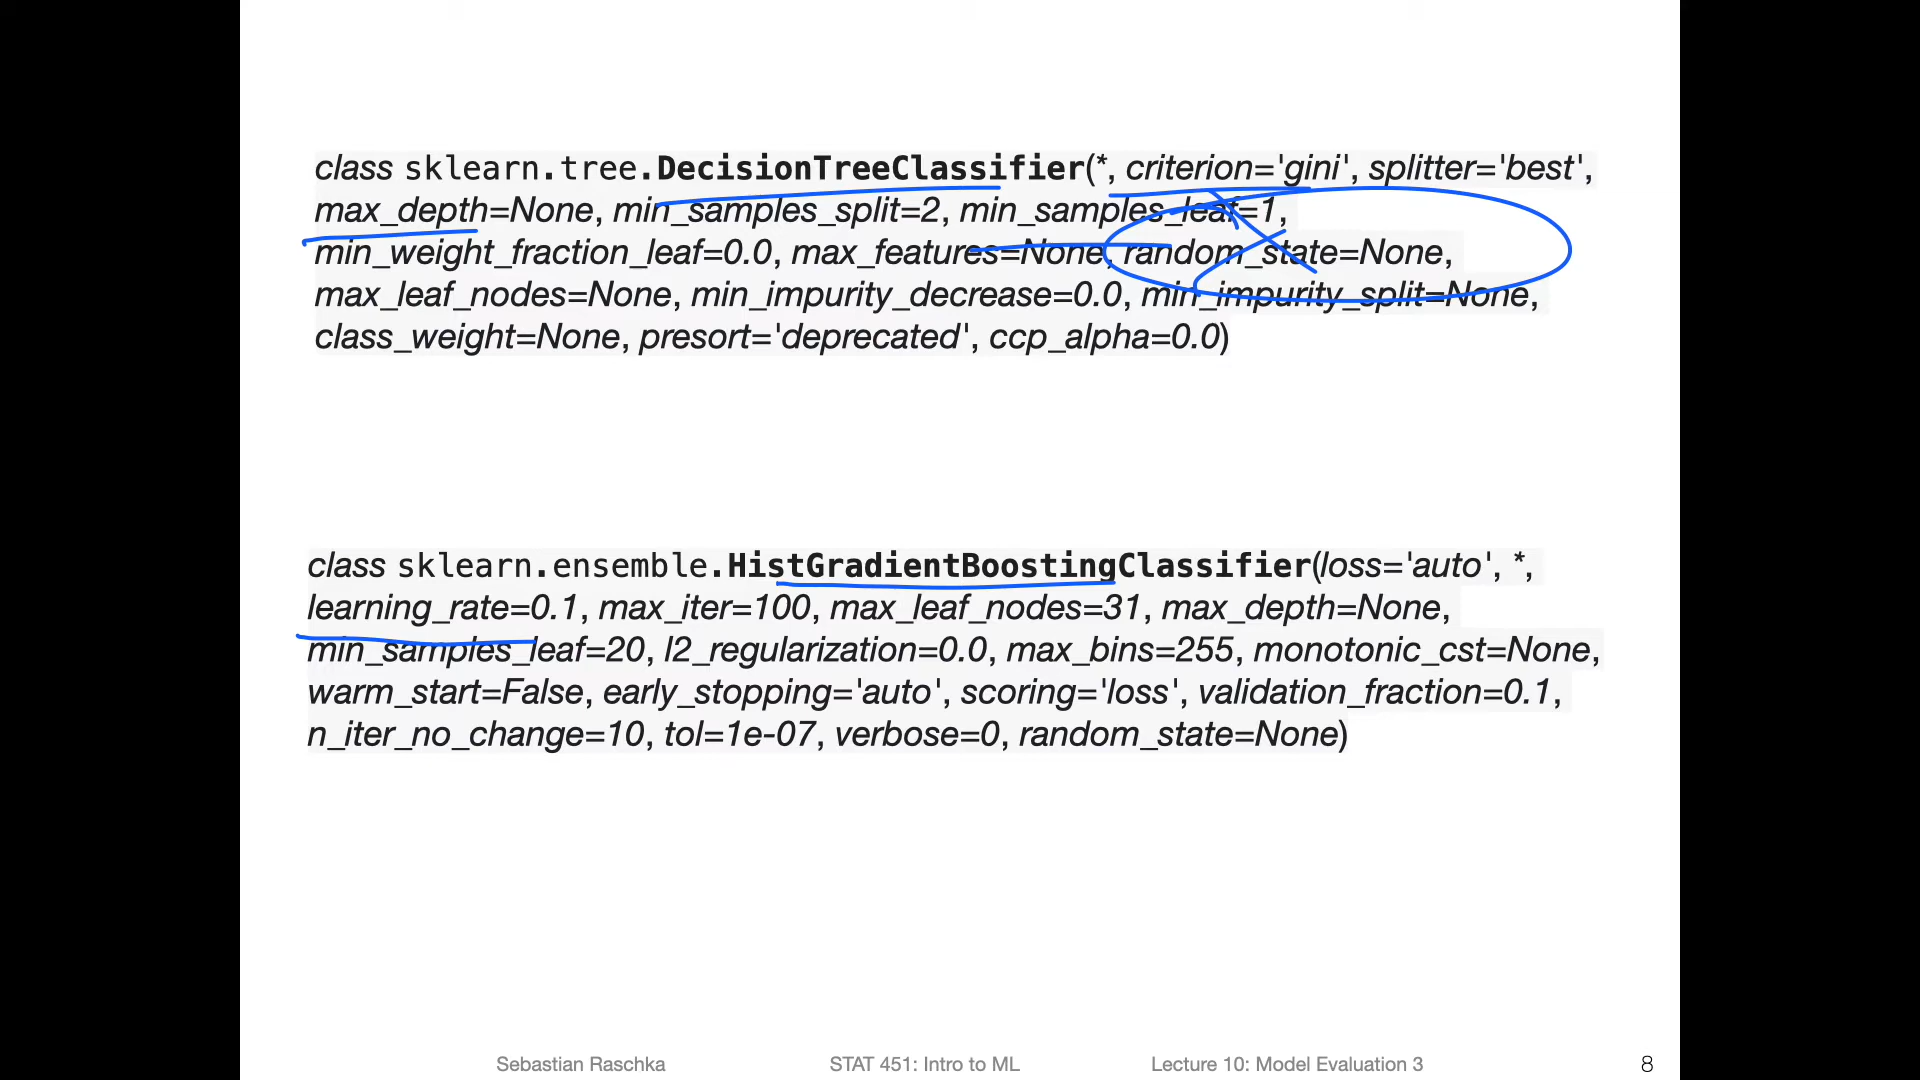 class sklearn.tree.DecisionTreeClassifier(*, criterion='gini', splitter='best',
max_depth=None, min_samples_split=2, min_samples_leaf=1,
min_weight_fraction_leaf=0.0, max_features=None, random_state=None,
max_leaf_nodes=None, min_impurity_decrease=0.0, min_impurity_split=None,
class_weight=None, presort='deprecated', ccp_alpha=0.0)
class sklearn.ensemble.HistGradientBoostingClassifier(loss='auto', *,
learning_rate=0.1, max_iter=100, max_leaf_nodes=31, max_depth=None,
min_samples_leaf=20, l2_regularization=0.0, max_bins=255, monotonic_cst=None,
warm_start=False, early_stopping='auto', scoring='loss', validation_fraction=0.1,
n_iter_no_change=10, tol=1e-07, verbose=0, random_state=None)
Sebastian Raschka STAT 451: Intro to ML Lecture 10: Model Evaluation 3 8